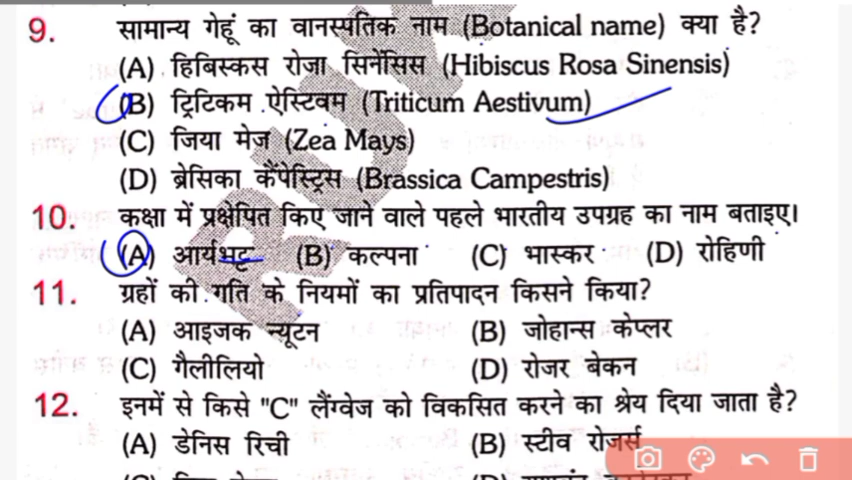 9. सामान्य गेहूं का वानस्पतिक नाम (Botanical name) क्या है?
(A) हिबिस्कस रोजा सिनेंसिस (Hibiscus Rosa Sinensis)
(B) ट्रिटिकम ऐस्टिवम (Triticum Aestivum)
(C) जिया मेज (Zea Mays)
(D) ब्रेसिका कैंपेस्ट्रिस (Brassica Campestris)
10. कक्षा में प्रक्षेपित किए जाने वाले पहले भारतीय उपग्रह का नाम बताइए।
(A) आर्यभट्ट (B) कल्पना (C) भास्कर (D) रोहिणी
11. ग्रहों की गति के नियमों का प्रतिपादन किसने किया?
(A) आइजक न्यूटन (B) जोहान्स केप्लर
(C) गैलीलियो (D) रोजर बेकन
12. इनमें से किसे "C" लैंग्वेज को विकसित करने का श्रेय दिया जाता है?
(A) डेनिस रिची (B) स्टीव रोजर्स